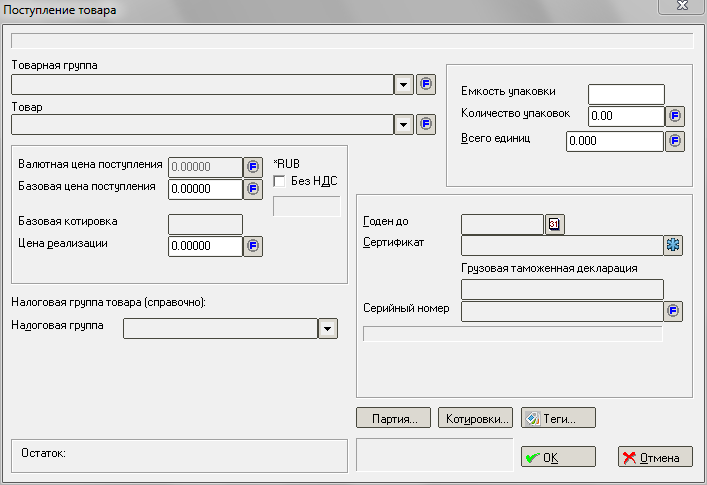 Поступление товара
Товарная группа
F
Товар
F
Емкость упаковки
Количество упаковок 0.00 F
Всего единиц 0.000 F
Валютная цена поступления 0.00000 F *RUB
Базовая цена поступления 0.00000 F Без НДС
Базовая котировка
Цена реализации 0.00000 F
Годен до 31
Сертификат
Грузовая таможенная декларация
Серийный номер F
Налоговая группа товара (справочно):
Налоговая группа
Партия... Котировки... Теги...
Остаток: OK Отмена